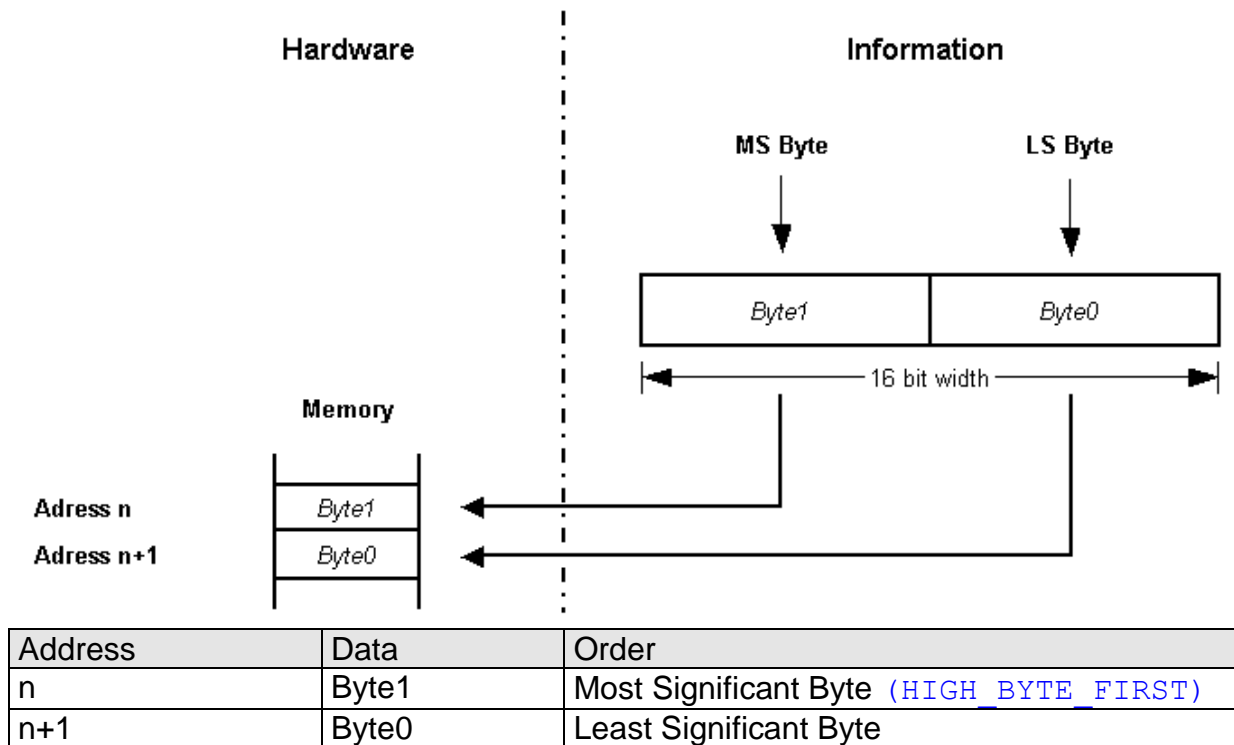 Hardware Information
MS Byte LS Byte
Byte1 Byte0
16 bit width
Memory
Adress n Byte1
Adress n+1 Byte0
Address Data Order
n Byte1 Most Significant Byte (HIGH_BYTE_FIRST)
n+1 Byte0 Least Significant Byte